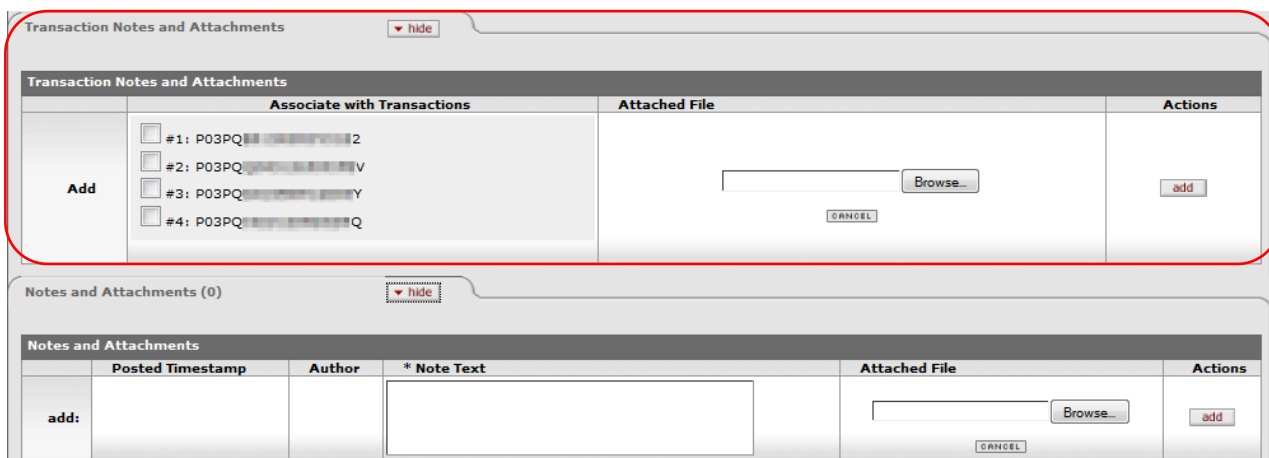 Transaction Notes and Attachments hide
Transaction Notes and Attachments
Associate with Transactions Attached File Actions
#1: P03PQ 2
#2: P03PQ V
Add #3: P03PQ Y Browse... add
#4: P03PQ Q CANCEL
Notes and Attachments (0) hide
Notes and Attachments
Posted Timestamp Author * Note Text Attached File Actions
add: Browse... add
CANCEL